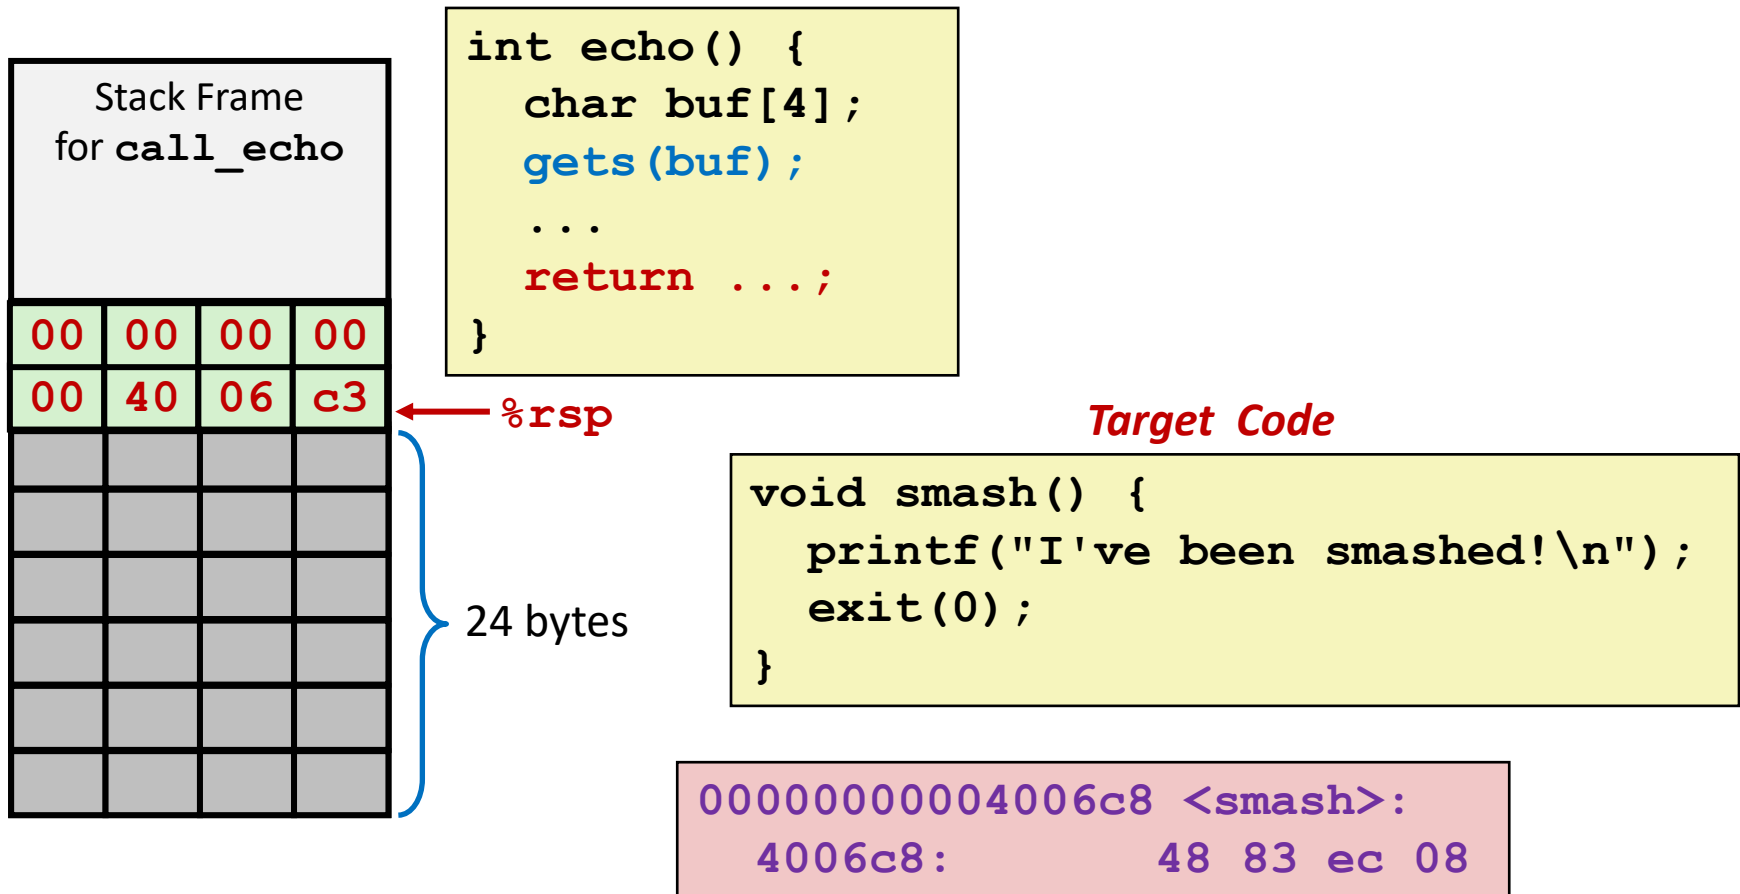 Stack Frame
for call_echo
00 00 00 00
00 40 06 c3
%rsp
24 bytes
int echo() {
  char buf[4];
  gets(buf);
  ...
  return ...;
}
Target Code
void smash() {
  printf("I've been smashed!\n");
  exit(0);
}
00000000004006c8 <smash>:
  4006c8:       48 83 ec 08